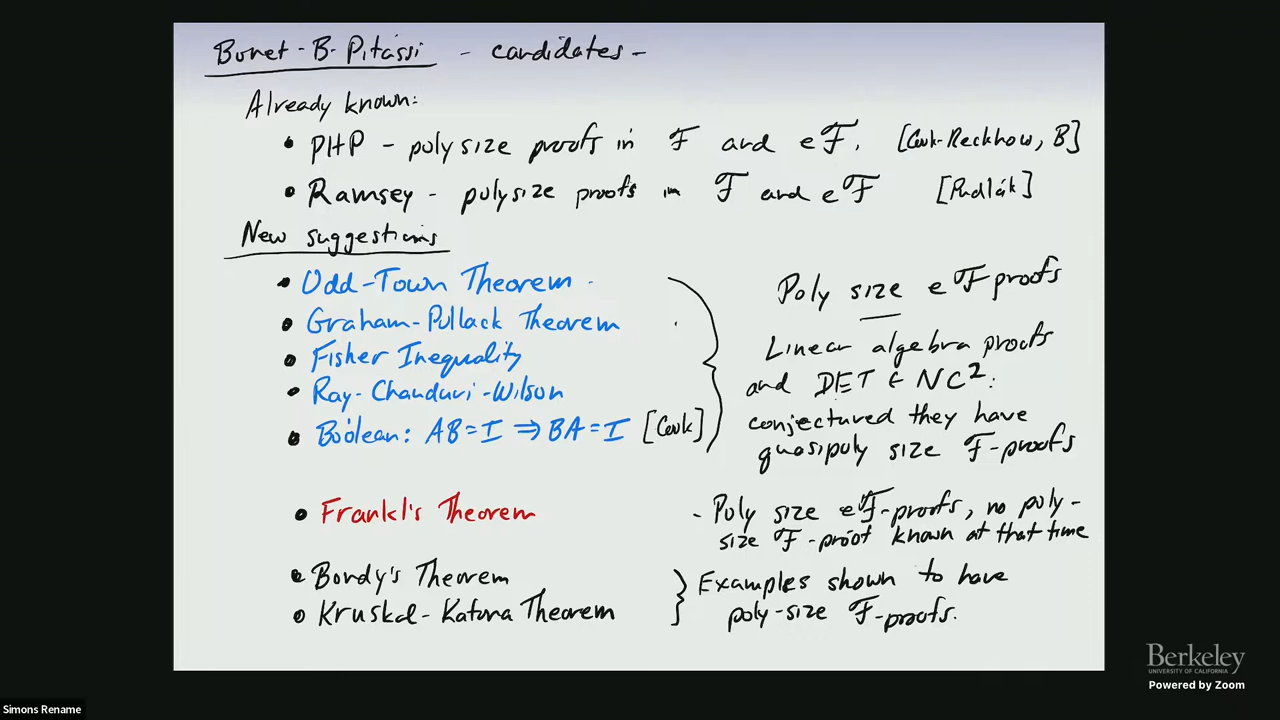 Bonet-B-Pitassi - candidates -
Already known:
• PHP - poly size proofs in F and eF. [Cook-Reckhow, B]
• Ramsey - polysize proofs in F and eF [Pudlák]
New suggestions
• Odd-Town Theorem
• Graham-Pollack Theorem
• Fisher Inequality
• Ray-Chanduri-Wilson
• Boolean: AB=I ⇒ BA=I [Cook]
Poly size eF proofs
Linear algebra proofs
and DET ∈ NC²:
conjectured they have
quasipoly size F-proofs
• Frankl's Theorem
- Poly size eF-proofs, no poly-
size F-proof known at that time
• Bondy's Theorem
• Kruskal-Katona Theorem
Examples shown to have
poly-size F-proofs.
Berkeley
UNIVERSITY OF CALIFORNIA
Powered by Zoom
Simons Rename